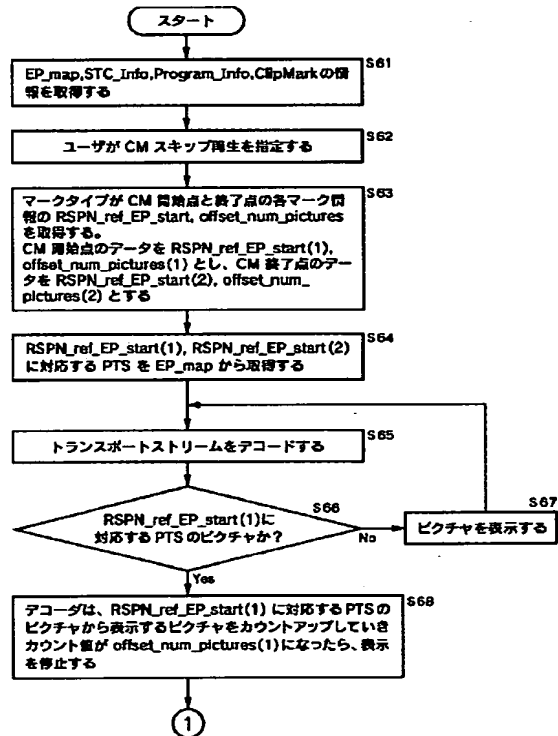 スタート
S61
EP_map,STC_Info,Program_Info,ClipMarkの情
報を取得する
S62
ユーザが CM スキップ再生を指定する
S63
マークタイプが CM 開始点と終了点の各マーク情
報の RSPN_ref_EP_start, offset_num_pictures
を取得する。
CM 開始点のデータを RSPN_ref_EP_start(1),
offset_num_pictures(1) とし、CM 終了点のデー
タを RSPN_ref_EP_start(2), offset_num_
pictures(2) とする
S64
RSPN_ref_EP_start(1), RSPN_ref_EP_start(2)
に対応する PTS を EP_map から取得する
S65
トランスポートストリームをデコードする
S66
RSPN_ref_EP_start(1)に
対応する PTS のピクチャか？
No
S67
ピクチャを表示する
Yes
S68
デコーダは、RSPN_ref_EP_start(1) に対応する PTS の
ピクチャから表示するピクチャをカウントアップしていき
カウント値が offset_num_pictures(1)になったら、表示
を停止する
1